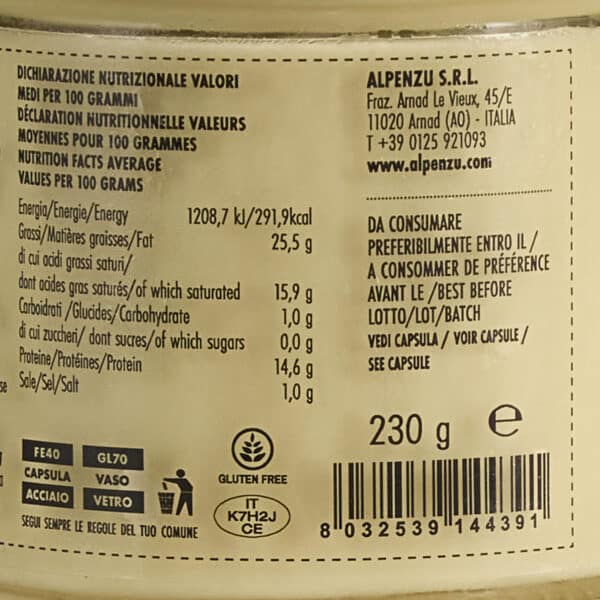 DICHIARAZIONE NUTRIZIONALE VALORI
MEDI PER 100 GRAMMI
DÉCLARATION NUTRITIONNELLE VALEURS
MOYENNES POUR 100 GRAMMES
NUTRITION FACTS AVERAGE
VALUES PER 100 GRAMS
Energia/Energie/Energy 1208,7 kJ/291,9kcal
Grassi/Matières graisses/Fat 25,5 g
di cui acidi grassi saturi/
dont acides gras saturés/of which saturated 15,9 g
Carboidrati /Glucides/Carbohydrate 1,0 g
di cui zuccheri/ dont sucres/of which sugars 0,0 g
Proteine/Protéines/Protein 14,6 g
Sale/Sel/Salt 1,0 g
FE40 GL70
CAPSULA VASO
ACCIAIO VETRO
SEGUI SEMPRE LE REGOLE DEL TUO COMUNE
GLUTEN FREE
IT
K7H2J
CE
ALPENZU S.R.L.
Fraz. Arnad Le Vieux, 45/E
11020 Arnad (AO) - ITALIA
T +39 0125 921093
www.alpenzu.com
DA CONSUMARE
PREFERIBILMENTE ENTRO IL /
A CONSOMMER DE PRÉFÉRENCE
AVANT LE /BEST BEFORE
LOTTO/LOT/BATCH
VEDI CAPSULA / VOIR CAPSULE /
SEE CAPSULE
230 g e
8 032539 144391